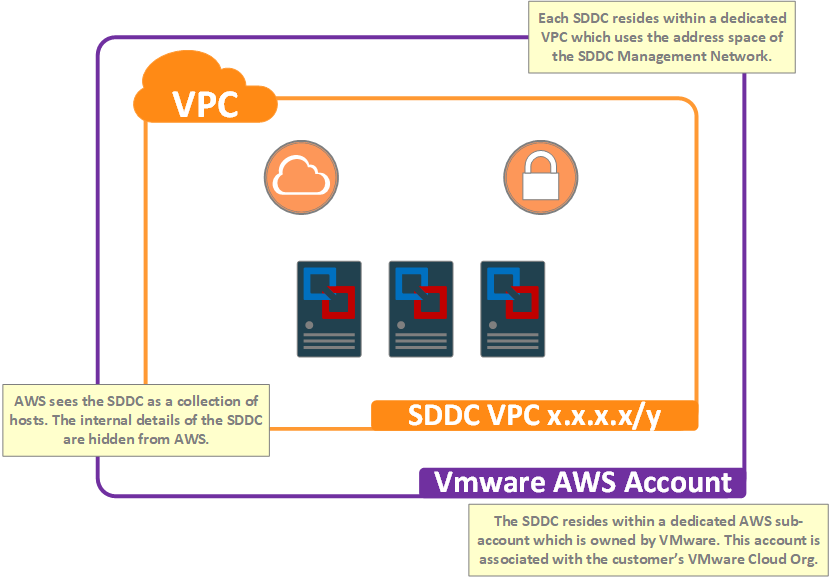 Each SDDC resides within a dedicated
VPC which uses the address space of
the SDDC Management Network.
VPC
AWS sees the SDDC as a collection of
hosts. The internal details of the SDDC
are hidden from AWS.
SDDC VPC x.x.x.x/y
Vmware AWS Account
The SDDC resides within a dedicated AWS sub-
account which is owned by VMware. This account is
associated with the customer’s VMware Cloud Org.